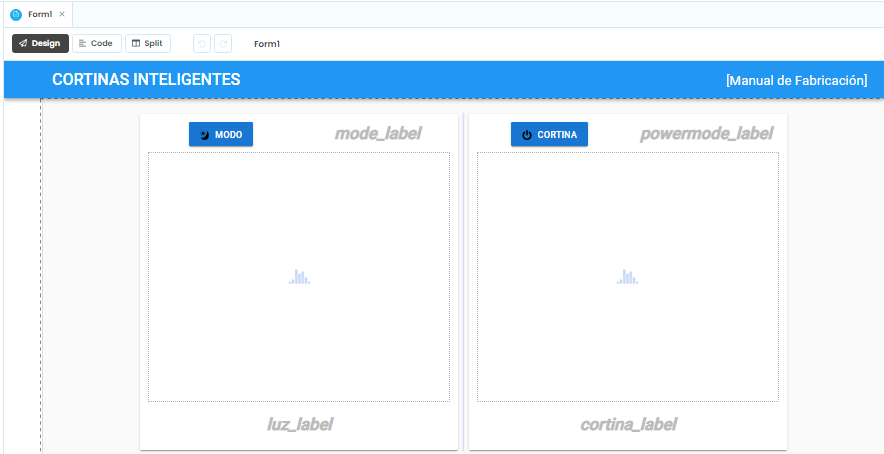 Form1
Design Code Split Form1
CORTINAS INTELIGENTES [Manual de Fabricación]
MODO mode_label CORTINA powermode_label
luz_label cortina_label